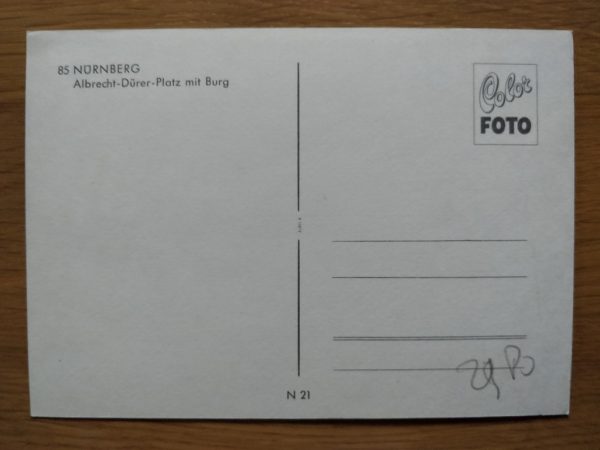 85 NÜRNBERG
Albrecht-Dürer-Platz mit Burg
Color
FOTO
N 21